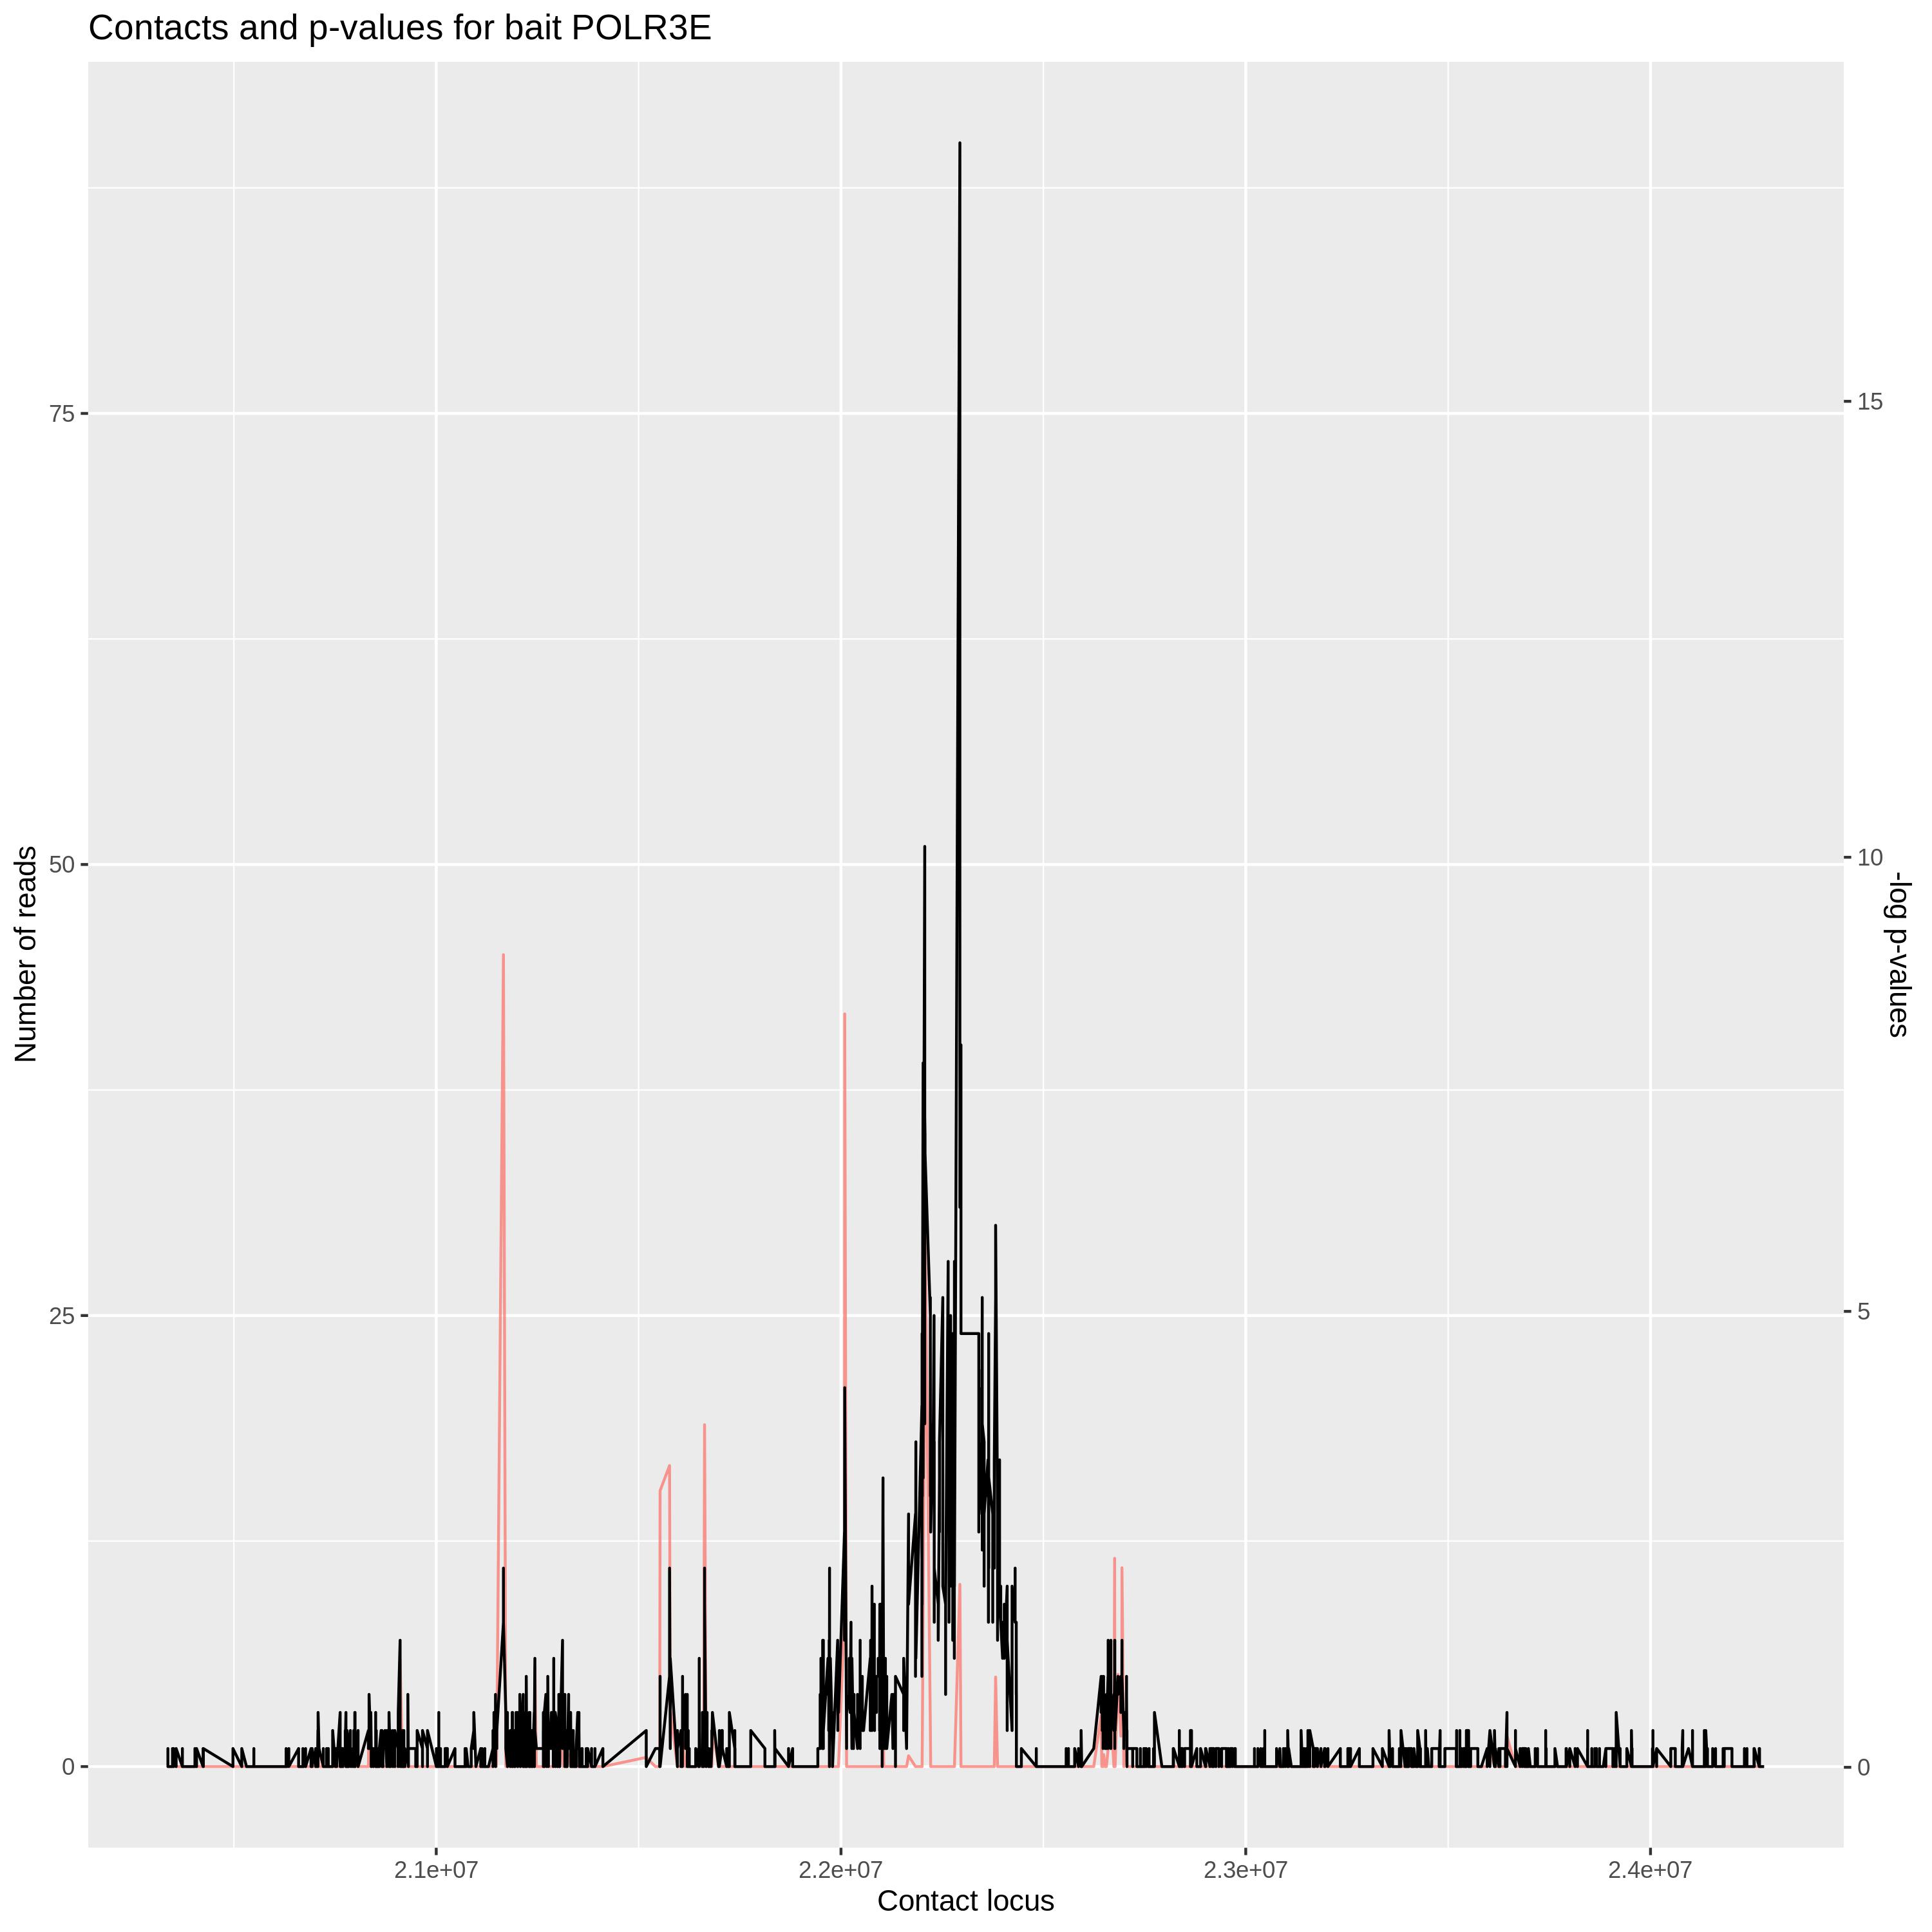 Contacts and p-values for bait POLR3E
Number of reads
75
50
25
0
15
10
5
0
-log p-values
2.1e+07
2.2e+07
2.3e+07
2.4e+07
Contact locus